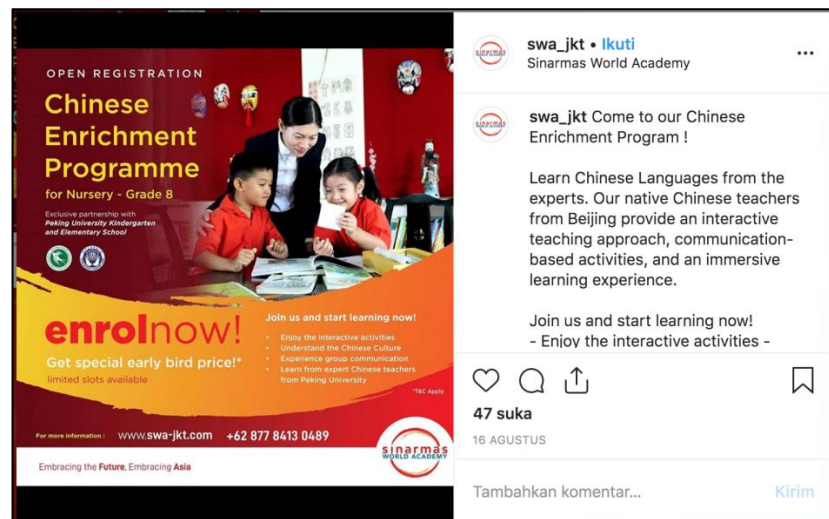 OPEN REGISTRATION
Chinese
Enrichment
Programme
for Nursery - Grade 8
Exclusive partnership with
Peking University Kindergarten
and Elementary School
enrolnow!
Get special early bird price!*
limited slots available
Join us and start learning now!
• Enjoy the interactive activities
• Understand the Chinese Culture
• Experience group communication
• Learn from expert Chinese teachers
from Peking University
*T&C Apply
For more information : www.swa-jkt.com +62 877 8413 0489
sinarmas
WORLD ACADEMY
Embracing the Future, Embracing Asia
swa_jkt • Ikuti
Sinarmas World Academy
swa_jkt Come to our Chinese
Enrichment Program !
Learn Chinese Languages from the
experts. Our native Chinese teachers
from Beijing provide an interactive
teaching approach, communication-
based activities, and an immersive
learning experience.
Join us and start learning now!
- Enjoy the interactive activities -
47 suka
16 AGUSTUS
Tambahkan komentar...
Kirim